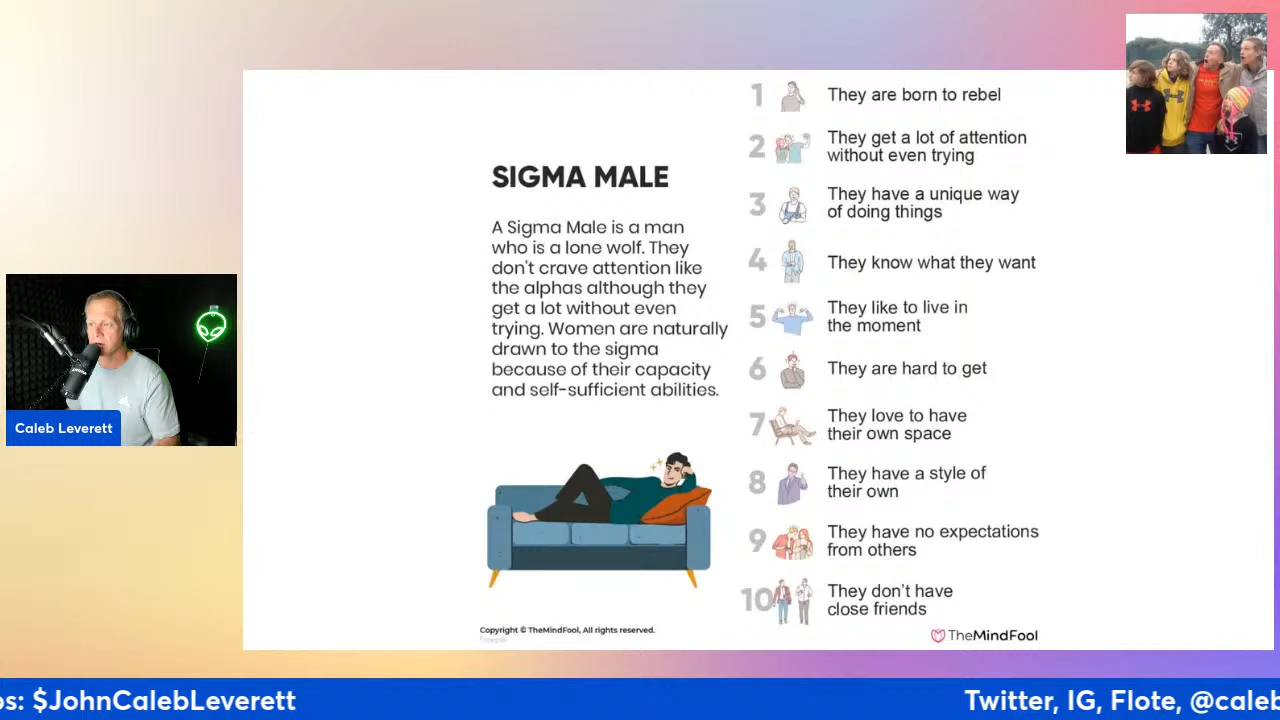 SIGMA MALE
A Sigma Male is a man
who is a lone wolf. They
don't crave attention like
the alphas although they
get a lot without even
trying. Women are naturally
drawn to the sigma
because of their capacity
and self-sufficient abilities.
Copyright © TheMindFool, All rights reserved.
Freepik
1 They are born to rebel
2 They get a lot of attention
without even trying
3 They have a unique way
of doing things
4 They know what they want
5 They like to live in
the moment
6 They are hard to get
7 They love to have
their own space
8 They have a style of
their own
9 They have no expectations
from others
10 They don't have
close friends
TheMindFool
Caleb Leverett
os: $JohnCalebLeverett
Twitter, IG, Flote, @caleb